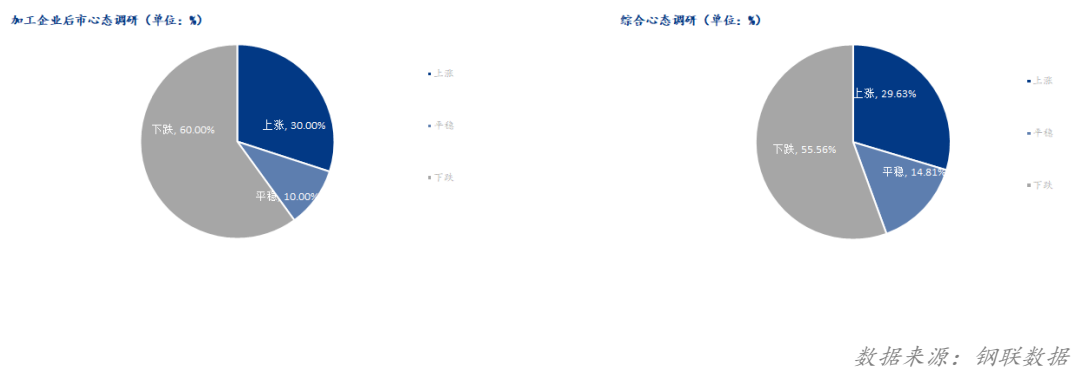 加工企业后市心态调研（单位：%）
下跌, 60.00%
上涨, 30.00%
平稳, 10.00%
上涨
平稳
下跌
综合心态调研（单位：%）
上涨, 29.63%
下跌, 55.56%
平稳, 14.81%
上涨
平稳
下跌
数据来源：钢联数据